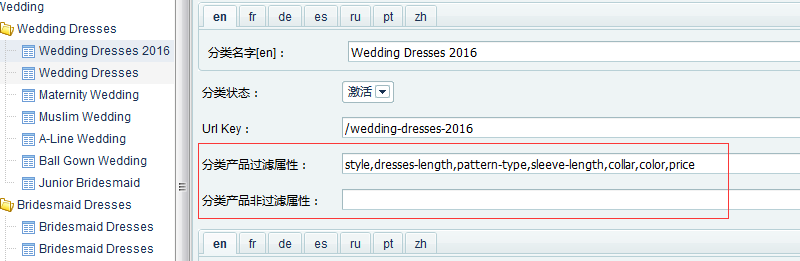 Wedding
Wedding Dresses
Wedding Dresses 2016
Wedding Dresses
Maternity Wedding
Muslim Wedding
A-Line Wedding
Ball Gown Wedding
Junior Bridesmaid
Bridesmaid Dresses
Bridesmaid Dresses
Bridesmaid Dresses
en fr de es ru pt zh
分类名字[en]： Wedding Dresses 2016
分类状态： 激活
Url Key： /wedding-dresses-2016
分类产品过滤属性： style,dresses-length,pattern-type,sleeve-length,collar,color,price
分类产品非过滤属性：
en fr de es ru pt zh